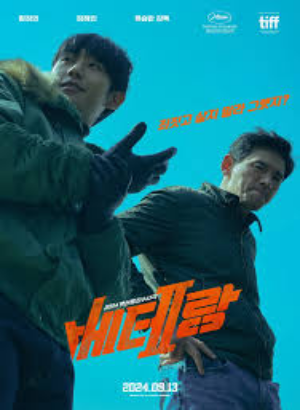 황정민 정해인 류승완 감독
tiff
죄짓고 살지 말라 그랬지?
베테랑
2024.09.13